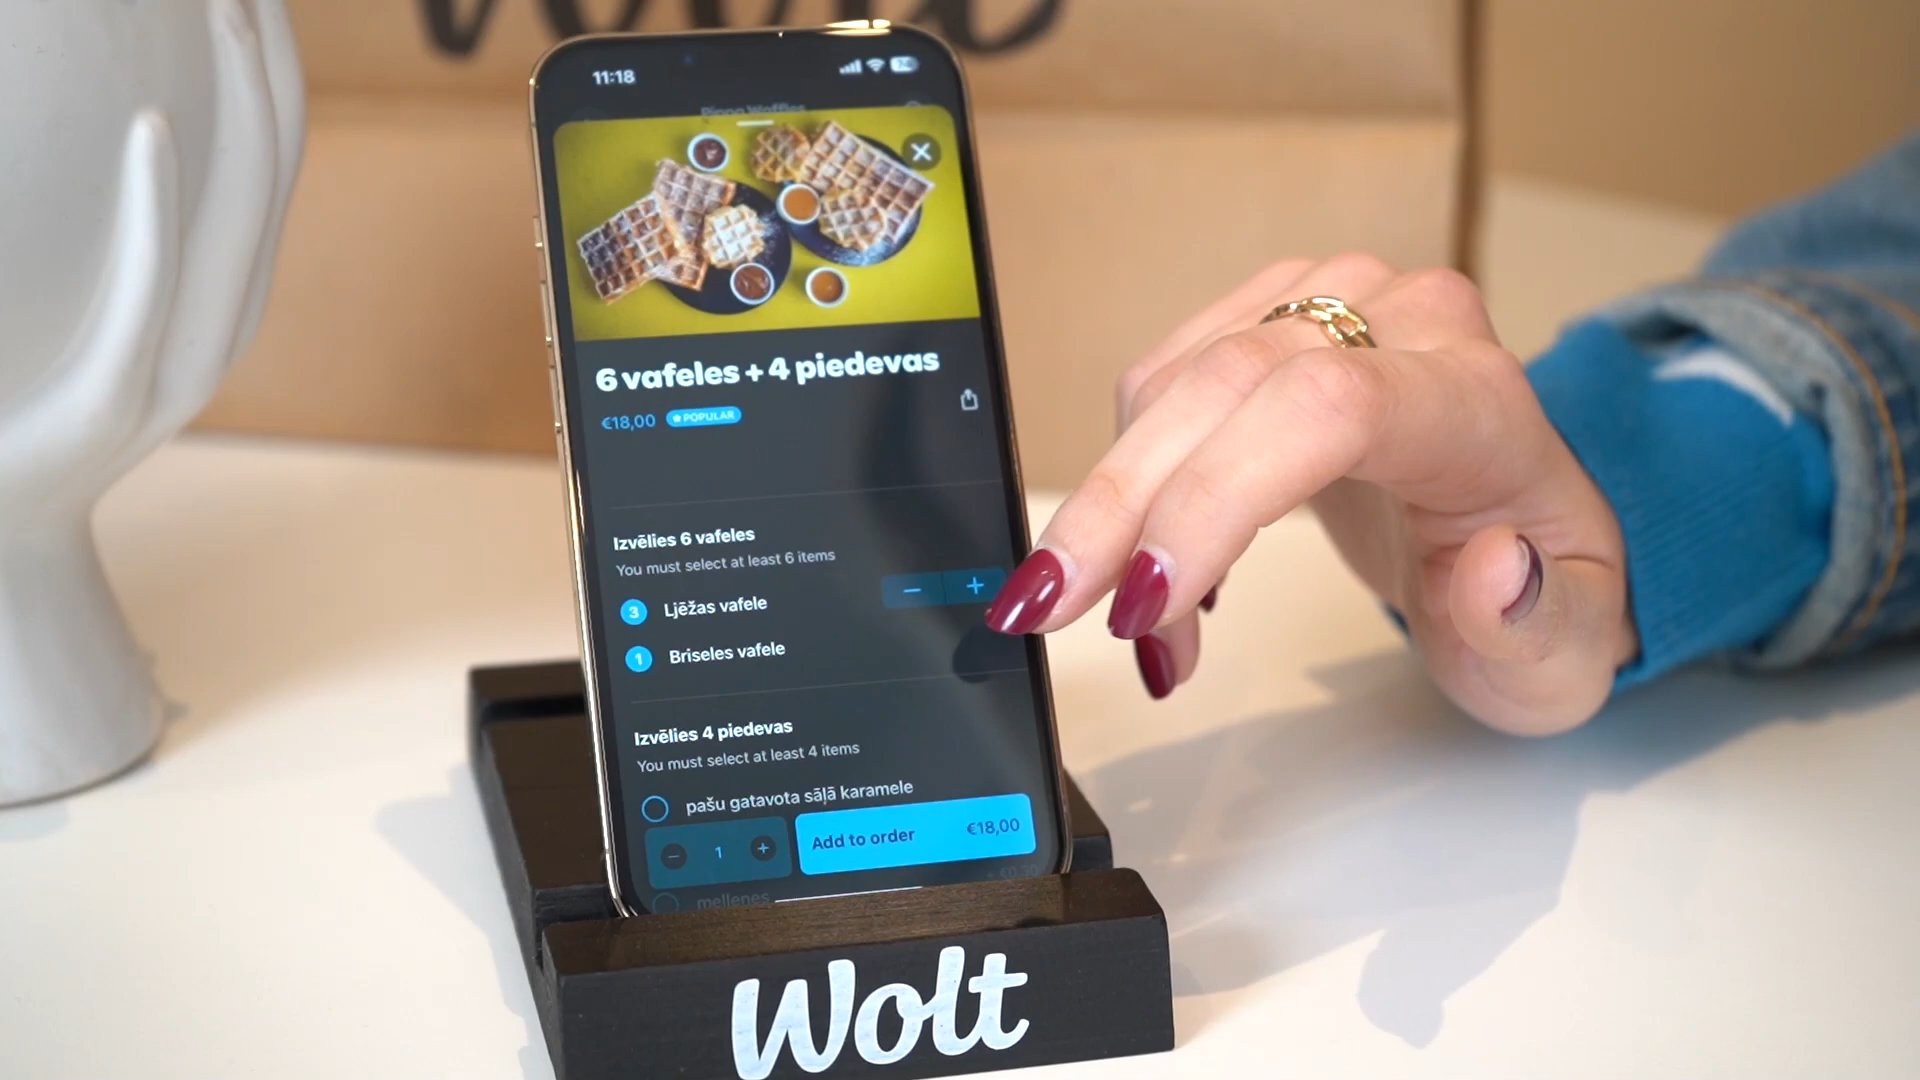 Wolt
11:18
6 vafeles + 4 piedevas
€18,00 POPULAR
Izvēlies 6 vafeles
You must select at least 6 items
3 Ljēžas vafele
1 Briseles vafele
Izvēlies 4 piedevas
You must select at least 4 items
pašu gatavota sāļā karamele
1 Add to order €18,00
mellenes
Wolt